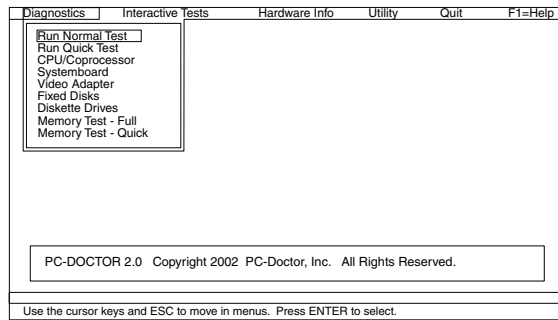 Diagnostics Interactive Tests Hardware Info Utility Quit F1=Help
Run Normal Test
Run Quick Test
CPU/Coprocessor
Systemboard
Video Adapter
Fixed Disks
Diskette Drives
Memory Test - Full
Memory Test - Quick
PC-DOCTOR 2.0 Copyright 2002 PC-Doctor, Inc. All Rights Reserved.
Use the cursor keys and ESC to move in menus. Press ENTER to select.